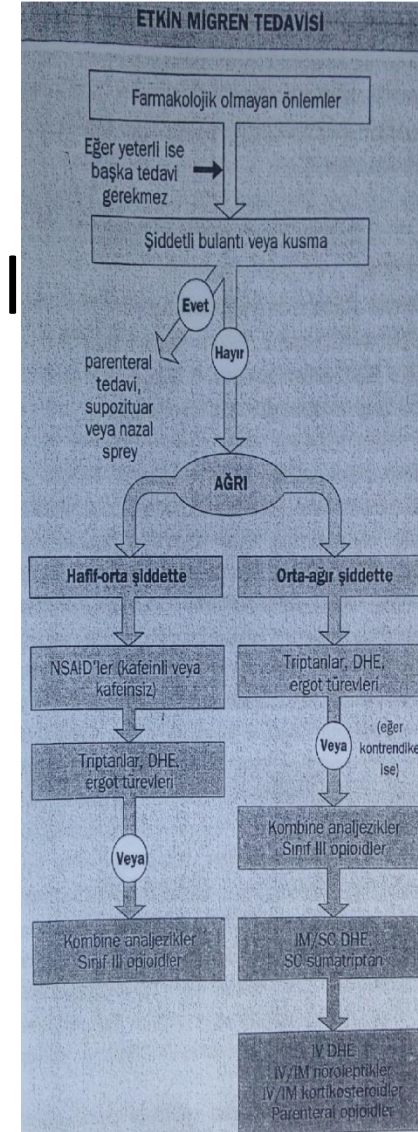 ETKİN MİGREN TEDAVİSİ
Farmakolojik olmayan önlemler
Eğer yeterli ise
başka tedavi
gerekmez
Şiddetli bulantı veya kusma
Evet
Hayır
parenteral
tedavi,
supozituar
veya nazal
sprey
AĞRI
Hafif-orta şiddette
NSAID'ler (kafeinli veya
kafeinsiz)
Triptanlar, DHE,
ergot türevleri
Veya
Kombine analjezikler
Sınıf III opioidler
Orta-ağır şiddette
Triptanlar, DHE,
ergot türevleri
Veya
(eğer
kontrendike
ise)
Kombine analjezikler
Sınıf III opioidler
IM/SC DHE,
SC sumatriptan
IV DHE
IV/IM nöroleptikler
IV/IM kortikosteroidler
Parenteral opioidler